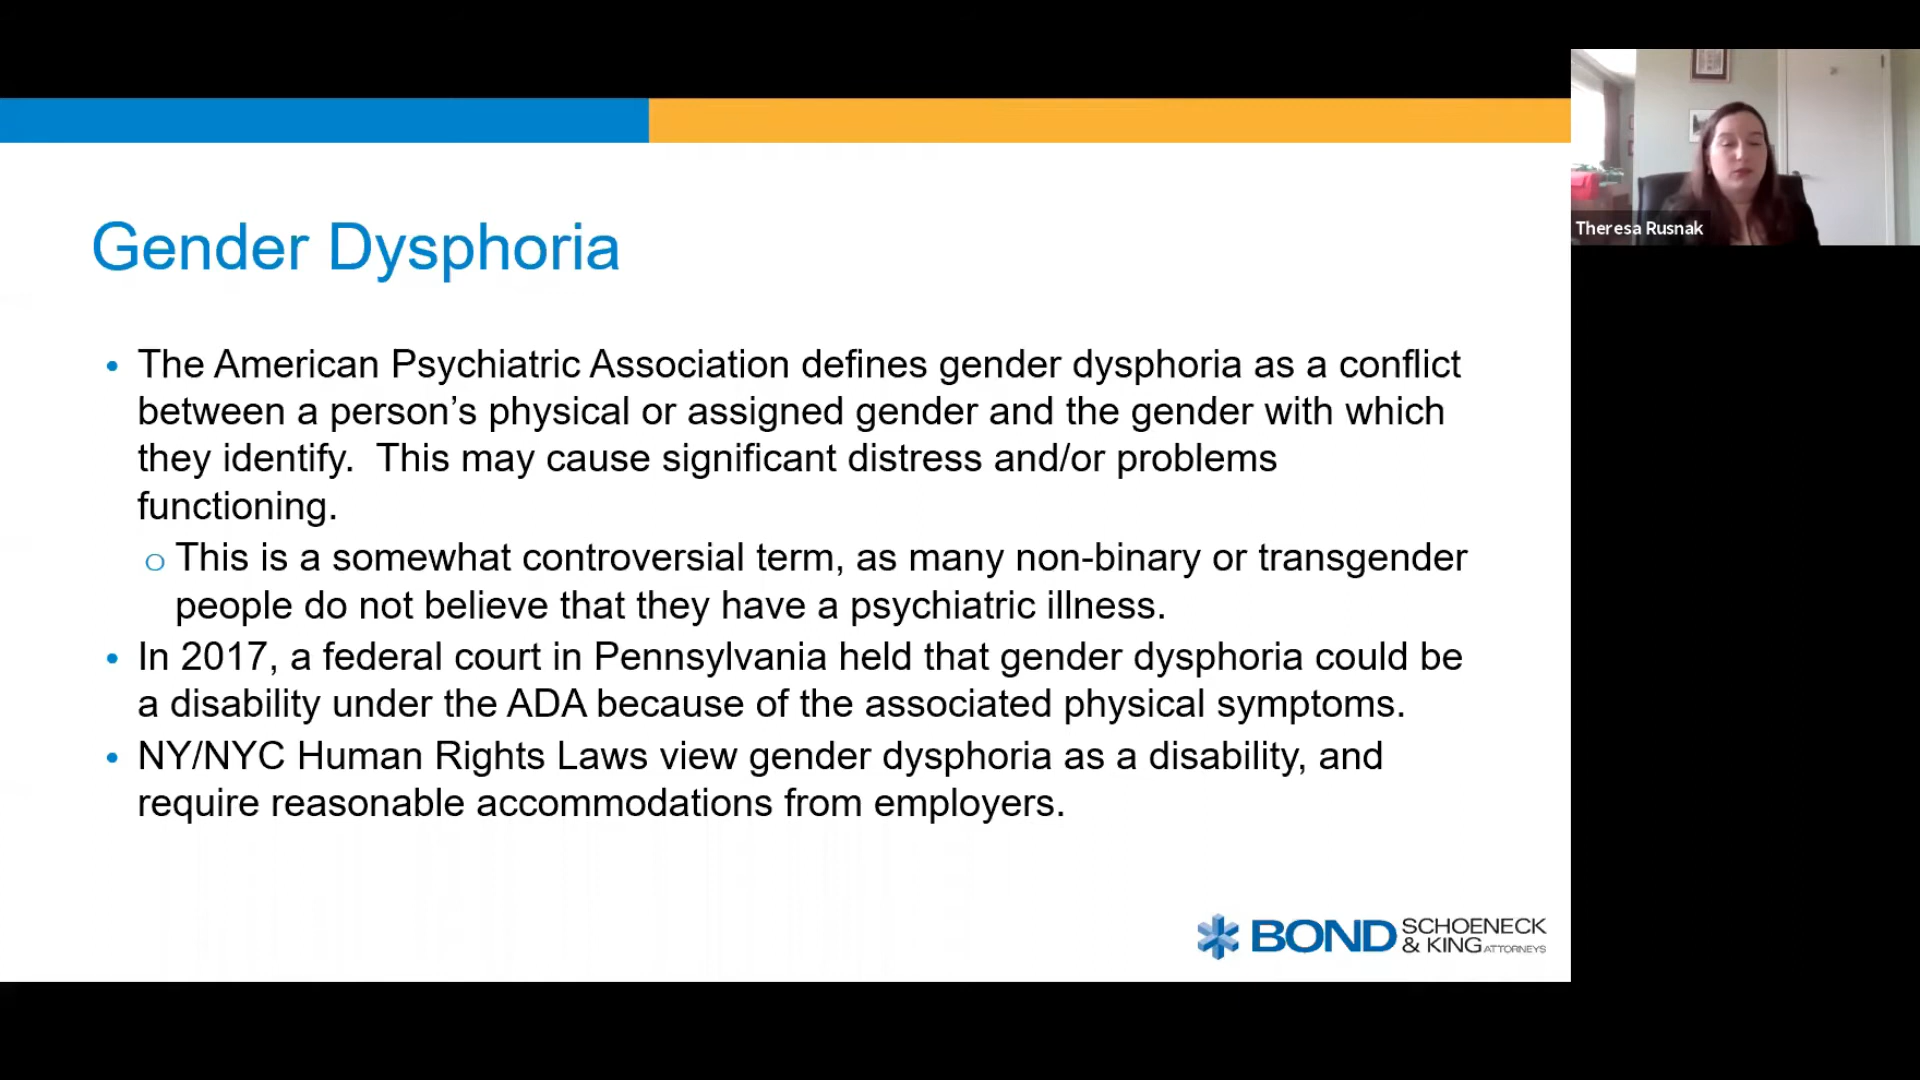 Gender Dysphoria
• The American Psychiatric Association defines gender dysphoria as a conflict
between a person’s physical or assigned gender and the gender with which
they identify.  This may cause significant distress and/or problems
functioning.
o This is a somewhat controversial term, as many non-binary or transgender
people do not believe that they have a psychiatric illness.
• In 2017, a federal court in Pennsylvania held that gender dysphoria could be
a disability under the ADA because of the associated physical symptoms.
• NY/NYC Human Rights Laws view gender dysphoria as a disability, and
require reasonable accommodations from employers.
BOND SCHOENECK
& KING ATTORNEYS
Theresa Rusnak